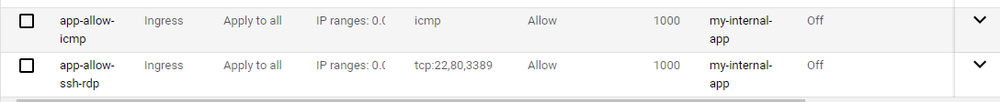 app-allow-icmp Ingress Apply to all IP ranges: 0.0 icmp Allow 1000 my-internal-app Off
app-allow-ssh-rdp Ingress Apply to all IP ranges: 0.0 tcp:22,80,3389 Allow 1000 my-internal-app Off